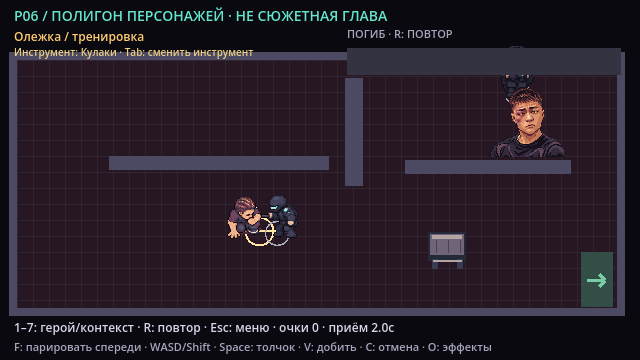 P06 / ПОЛИГОН ПЕРСОНАЖЕЙ · НЕ СЮЖЕТНАЯ ГЛАВА
Олежка / тренировка
ПОГИБ · R: ПОВТОР
Инструмент: Кулаки · Tab: сменить инструмент
1–7: герой/контекст · R: повтор · Esc: меню · очки 0 · приём 2.0с
F: парировать спереди · WASD/Shift · Space: толчок · V: добить · C: отмена · O: эффекты